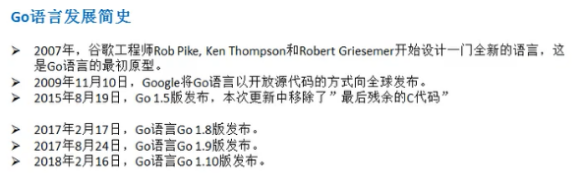 Go语言发展简史
➢ 2007年，谷歌工程师Rob Pike, Ken Thompson和Robert Griesemer开始设计一门全新的语言，这
是Go语言的最初原型。
➢ 2009年11月10日，Google将Go语言以开放源代码的方式向全球发布。
➢ 2015年8月19日，Go 1.5版发布，本次更新中移除了”最后残余的C代码”
➢ 2017年2月17日，Go语言Go 1.8版发布。
➢ 2017年8月24日，Go语言Go 1.9版发布。
➢ 2018年2月16日，Go语言Go 1.10版发布。